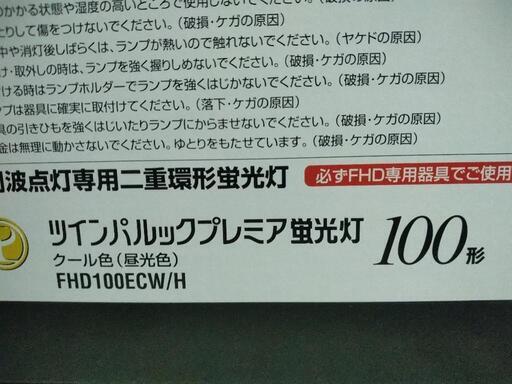 のかかる状態や湿度の高いところで使用しないでください。(破損の原因)
たりして傷をつけないでください。(破損・ケガの原因)
中や消灯後しばらくは、ランプが熱いので触れないでください。(ヤケドの原因)
け・取外しの時は、ランプを強く握りしめないでください。(破損・ケガの原因)
ける時はランプホルダーでランプを強くはじかないでください。(破損・ケガの原因)
プは器具に確実に取付けてください。(落下・ケガの原因)
具の引きひもを強くはじいたりランプにからませないでください。(破損・ケガの原因)
金は無理に動かさないでください。ゆとりをもたせています。(破損・ケガの原因)
周波点灯専用二重環形蛍光灯 必ずFHD専用器具でご使用
ツインパルックプレミア蛍光灯 100形
クール色(昼光色)
FHD100ECW/H